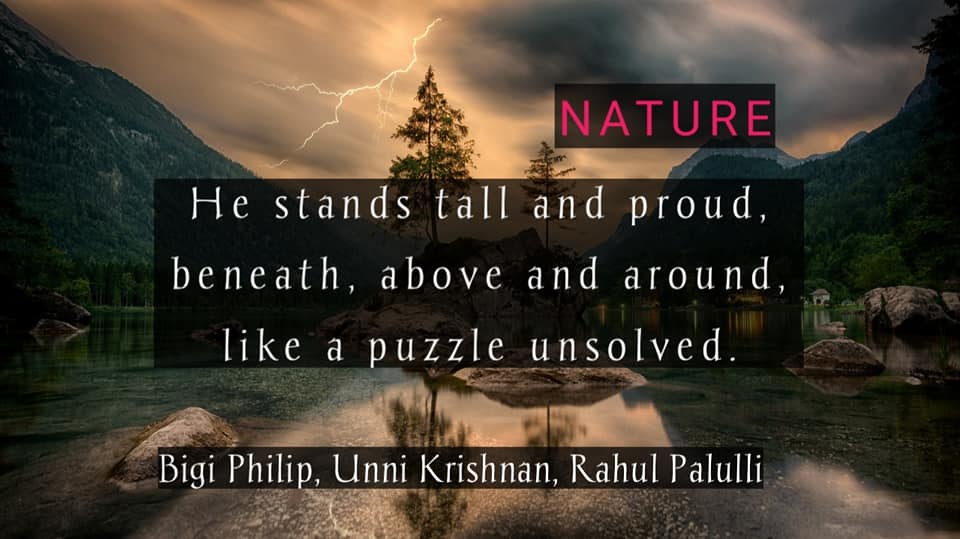 NATURE
He stands tall and proud,
beneath, above and around,
like a puzzle unsolved.
Bigi Philip, Unni Krishnan, Rahul Palulli